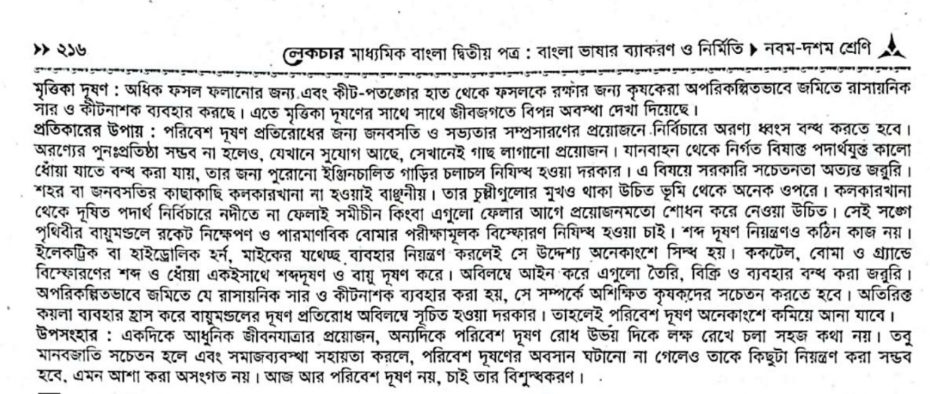 >> ২১৬
লেকচার মাধ্যমিক বাংলা দ্বিতীয় পত্র : বাংলা ভাষার ব্যাকরণ ও নির্মিতি ▶ নবম-দশম শ্রেণি
মৃত্তিকা দূষণ : অধিক ফসল ফলানোর জন্য এবং কীট-পতঙ্গের হাত থেকে ফসলকে রক্ষার জন্য কৃষকেরা অপরিকল্পিতভাবে জমিতে রাসায়নিক
সার ও কীটনাশক ব্যবহার করছে। এতে মৃত্তিকা দূষণের সাথে সাথে জীবজগতে বিপন্ন অবস্থা দেখা দিয়েছে।
প্রতিকারের উপায় : পরিবেশ দূষণ প্রতিরোধের জন্য জনবসতি ও সভ্যতার সম্প্রসারণের প্রয়োজনে নির্বিচারে অরণ্য ধ্বংস বন্ধ করতে হবে।
অরণ্যের পুনঃপ্রতিষ্ঠা সম্ভব না হলেও, যেখানে সুযোগ আছে, সেখানেই গাছ লাগানো প্রয়োজন। যানবাহন থেকে নির্গত বিষাক্ত পদার্থযুক্ত কালো
ধোঁয়া যাতে বন্ধ করা যায়, তার জন্য পুরোনো ইঞ্জিনচালিত গাড়ির চলাচল নিষিদ্ধ হওয়া দরকার। এ বিষয়ে সরকারি সচেতনতা অত্যন্ত জরুরি।
শহর বা জনবসতির কাছাকাছি কলকারখানা না হওয়াই বাঞ্ছনীয়। তার চুল্লীগুলোর মুখও থাকা উচিত ভূমি থেকে অনেক ওপরে। কলকারখানা
থেকে দূষিত পদার্থ নির্বিচারে নদীতে না ফেলাই সমীচীন কিংবা এগুলো ফেলার আগে প্রয়োজনমতো শোধন করে নেওয়া উচিত। সেই সঙ্গে
পৃথিবীর বায়ুমন্ডলে রকেট নিক্ষেপণ ও পারমাণবিক বোমার পরীক্ষামূলক বিস্ফোরণ নিষিদ্ধ হওয়া চাই। শব্দ দূষণ নিয়ন্ত্রণও কঠিন কাজ নয়।
ইলেকট্রিক বা হাইড্রোলিক হর্ন, মাইকের যথেচ্ছ ব্যবহার নিয়ন্ত্রণ করলেই সে উদ্দেশ্য অনেকাংশে সিদ্ধ হয়। ককটেল, বোমা ও গ্র্যান্ডে
বিস্ফোরণের শব্দ ও ধোঁয়া একইসাথে শব্দদূষণ ও বায়ু দূষণ করে। অবিলম্বে আইন করে এগুলো তৈরি, বিক্রি ও ব্যবহার বন্ধ করা জরুরি।
অপরিকল্পিতভাবে জমিতে যে রাসায়নিক সার ও কীটনাশক ব্যবহার করা হয়, সে সম্পর্কে অশিক্ষিত কৃষকদের সচেতন করতে হবে। অতিরিক্ত
কয়লা ব্যবহার হ্রাস করে বায়ুমন্ডলের দূষণ প্রতিরোধ অবিলম্বে সূচিত হওয়া দরকার। তাহলেই পরিবেশ দূষণ অনেকাংশে কমিয়ে আনা যাবে।
উপসংহার : একদিকে আধুনিক জীবনযাত্রার প্রয়োজন, অন্যদিকে পরিবেশ দূষণ রোধ উভয় দিকে লক্ষ রেখে চলা সহজ কথা নয়। তবু
মানবজাতি সচেতন হলে এবং সমাজব্যবস্থা সহায়তা করলে, পরিবেশ দূষণের অবসান ঘটানো না গেলেও তাকে কিছুটা নিয়ন্ত্রণ করা সম্ভব
হবে, এমন আশা করা অসংগত নয়। আজ আর পরিবেশ দূষণ নয়, চাই তার বিশুদ্ধকরণ।